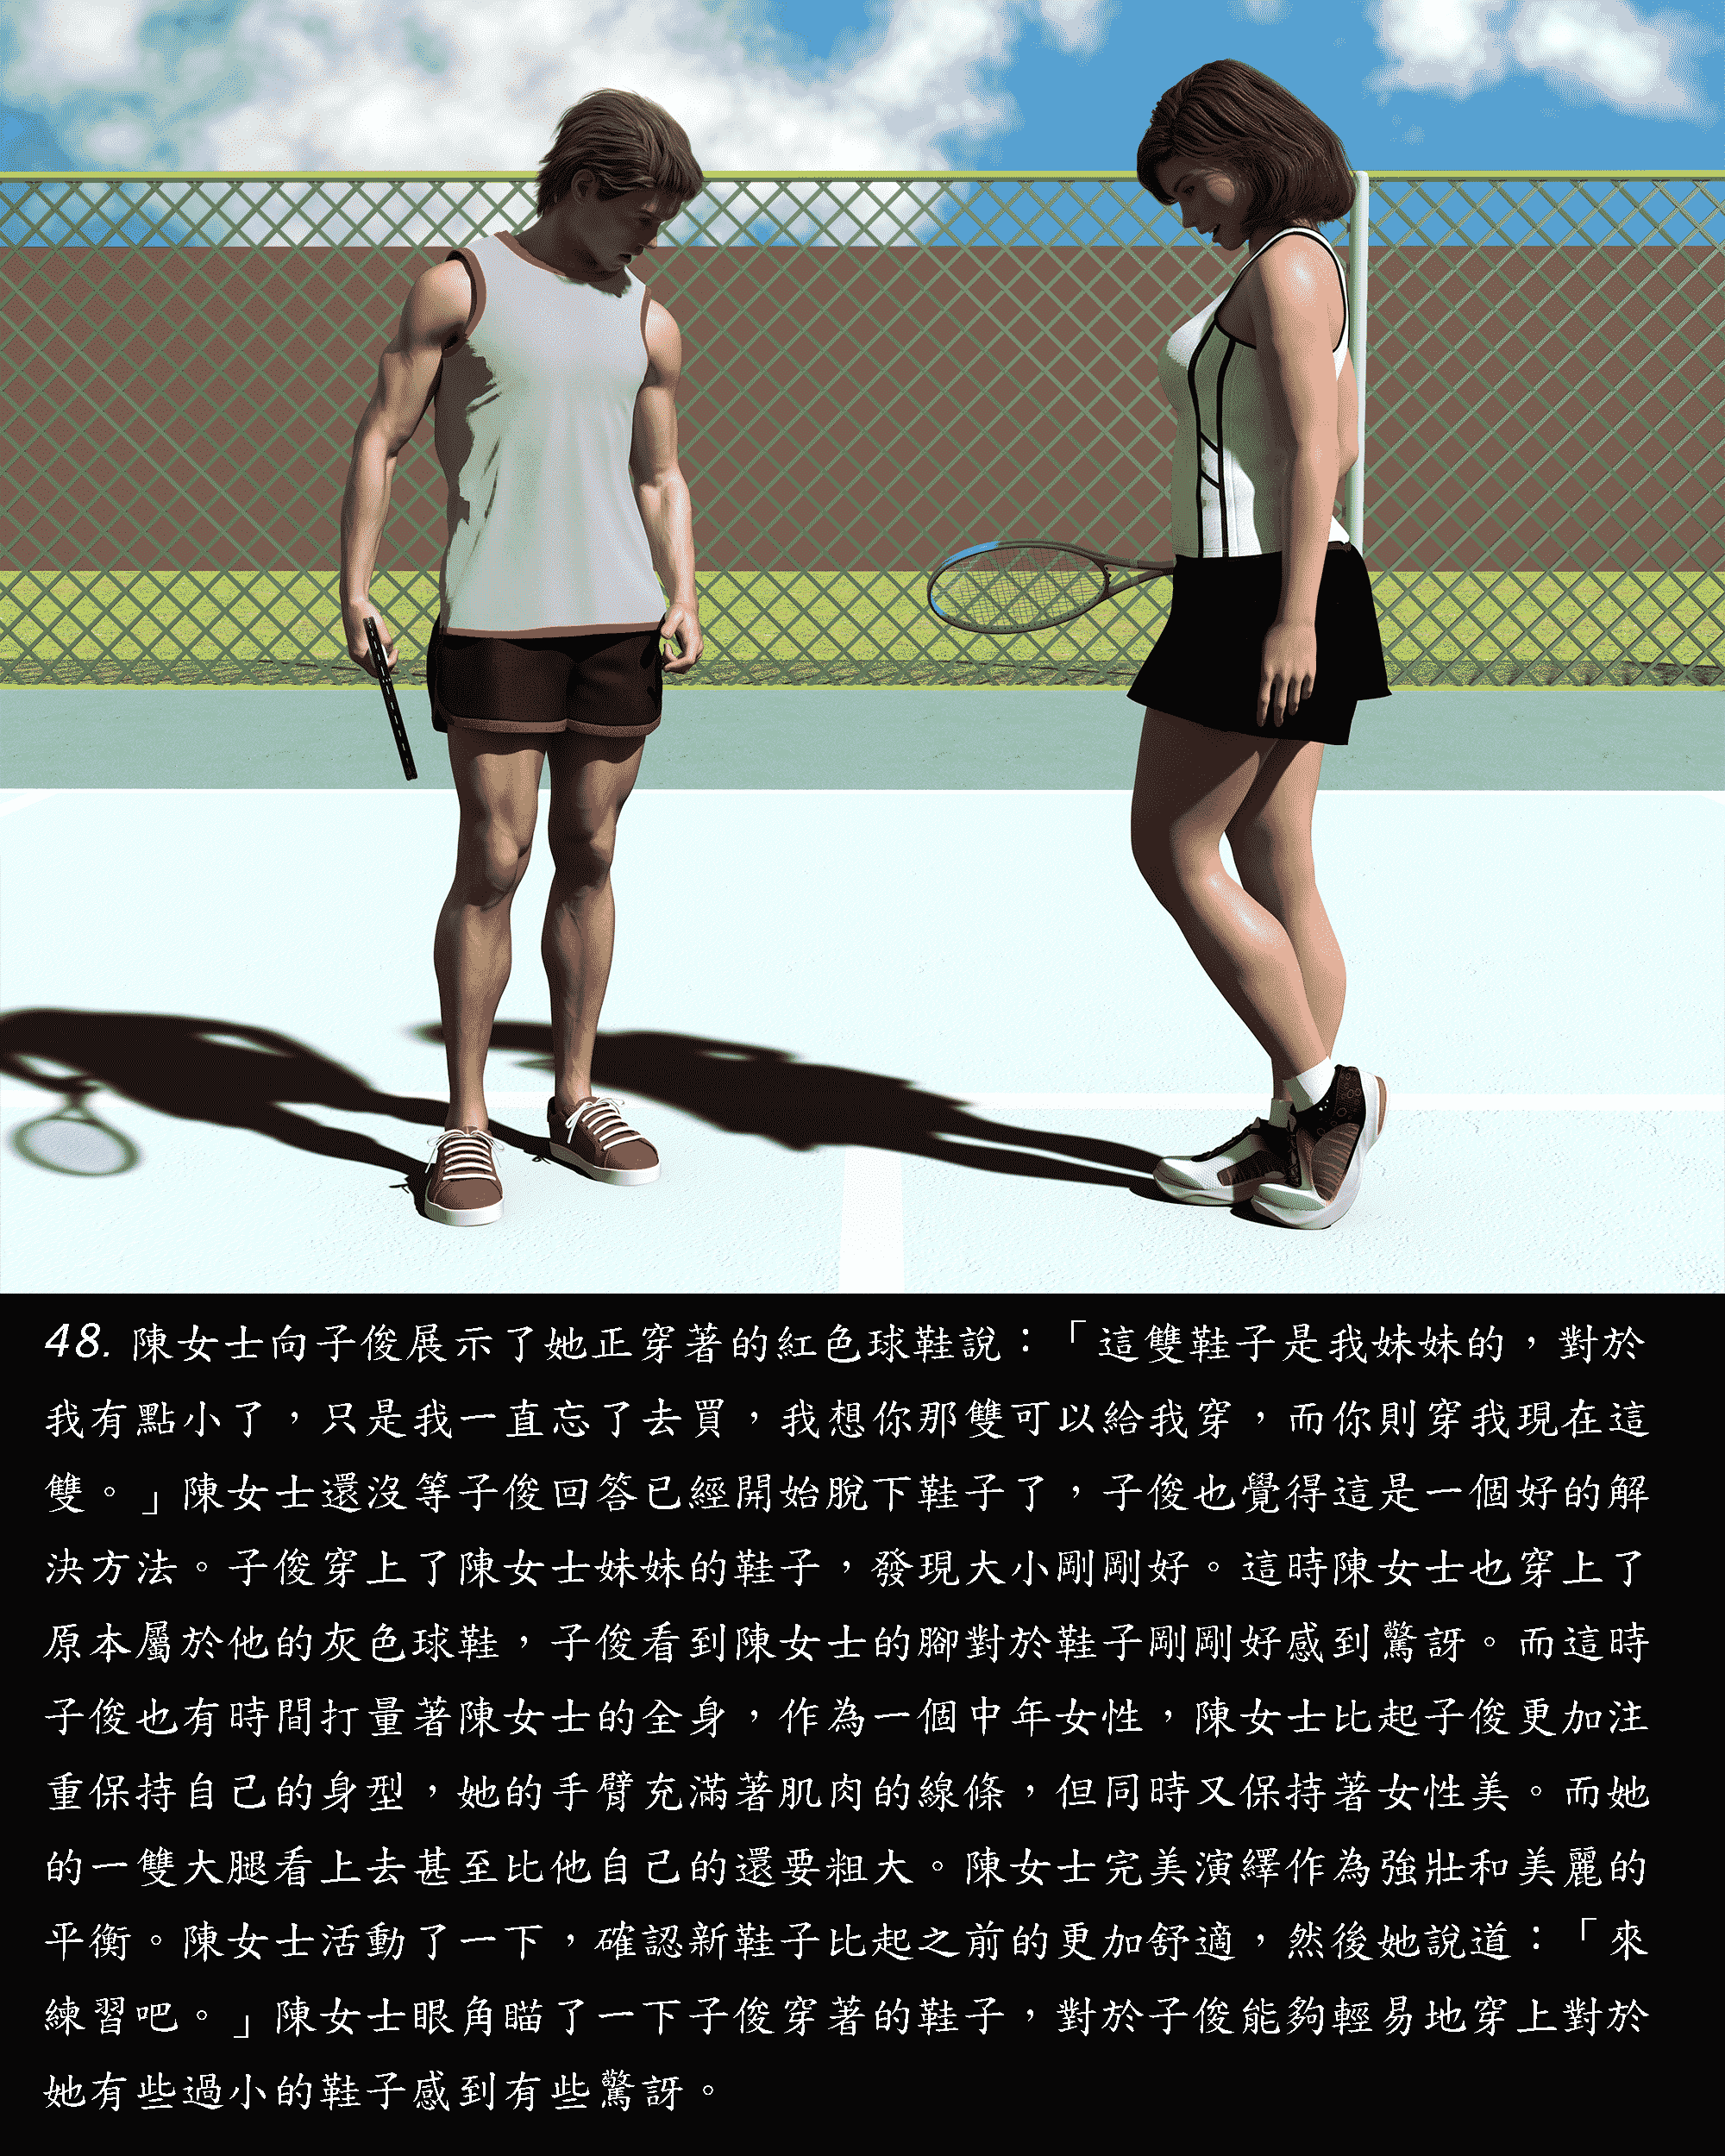 48. 陳女士向子俊展示了她正穿著的紅色球鞋說：「這雙鞋子是我妹妹的，對於
我有點小了，只是我一直忘了去買，我想你那雙可以給我穿，而你則穿我現在這
雙。」陳女士還沒等子俊回答已經開始脫下鞋子了，子俊也覺得這是一個好的解
決方法。子俊穿上了陳女士妹妹的鞋子，發現大小剛剛好。這時陳女士也穿上了
原本屬於他的灰色球鞋，子俊看到陳女士的腳對於鞋子剛剛好感到驚訝。而這時
子俊也有時間打量著陳女士的全身，作為一個中年女性，陳女士比起子俊更加注
重保持自己的身型，她的手臂充滿著肌肉的線條，但同時又保持著女性美。而她
的一雙大腿看上去甚至比他自己的還要粗大。陳女士完美演繹作為強壯和美麗的
平衡。陳女士活動了一下，確認新鞋子比起之前的更加舒適，然後她說道：「來
練習吧。」陳女士眼角瞄了一下子俊穿著的鞋子，對於子俊能夠輕易地穿上對於
她有些過小的鞋子感到有些驚訝。